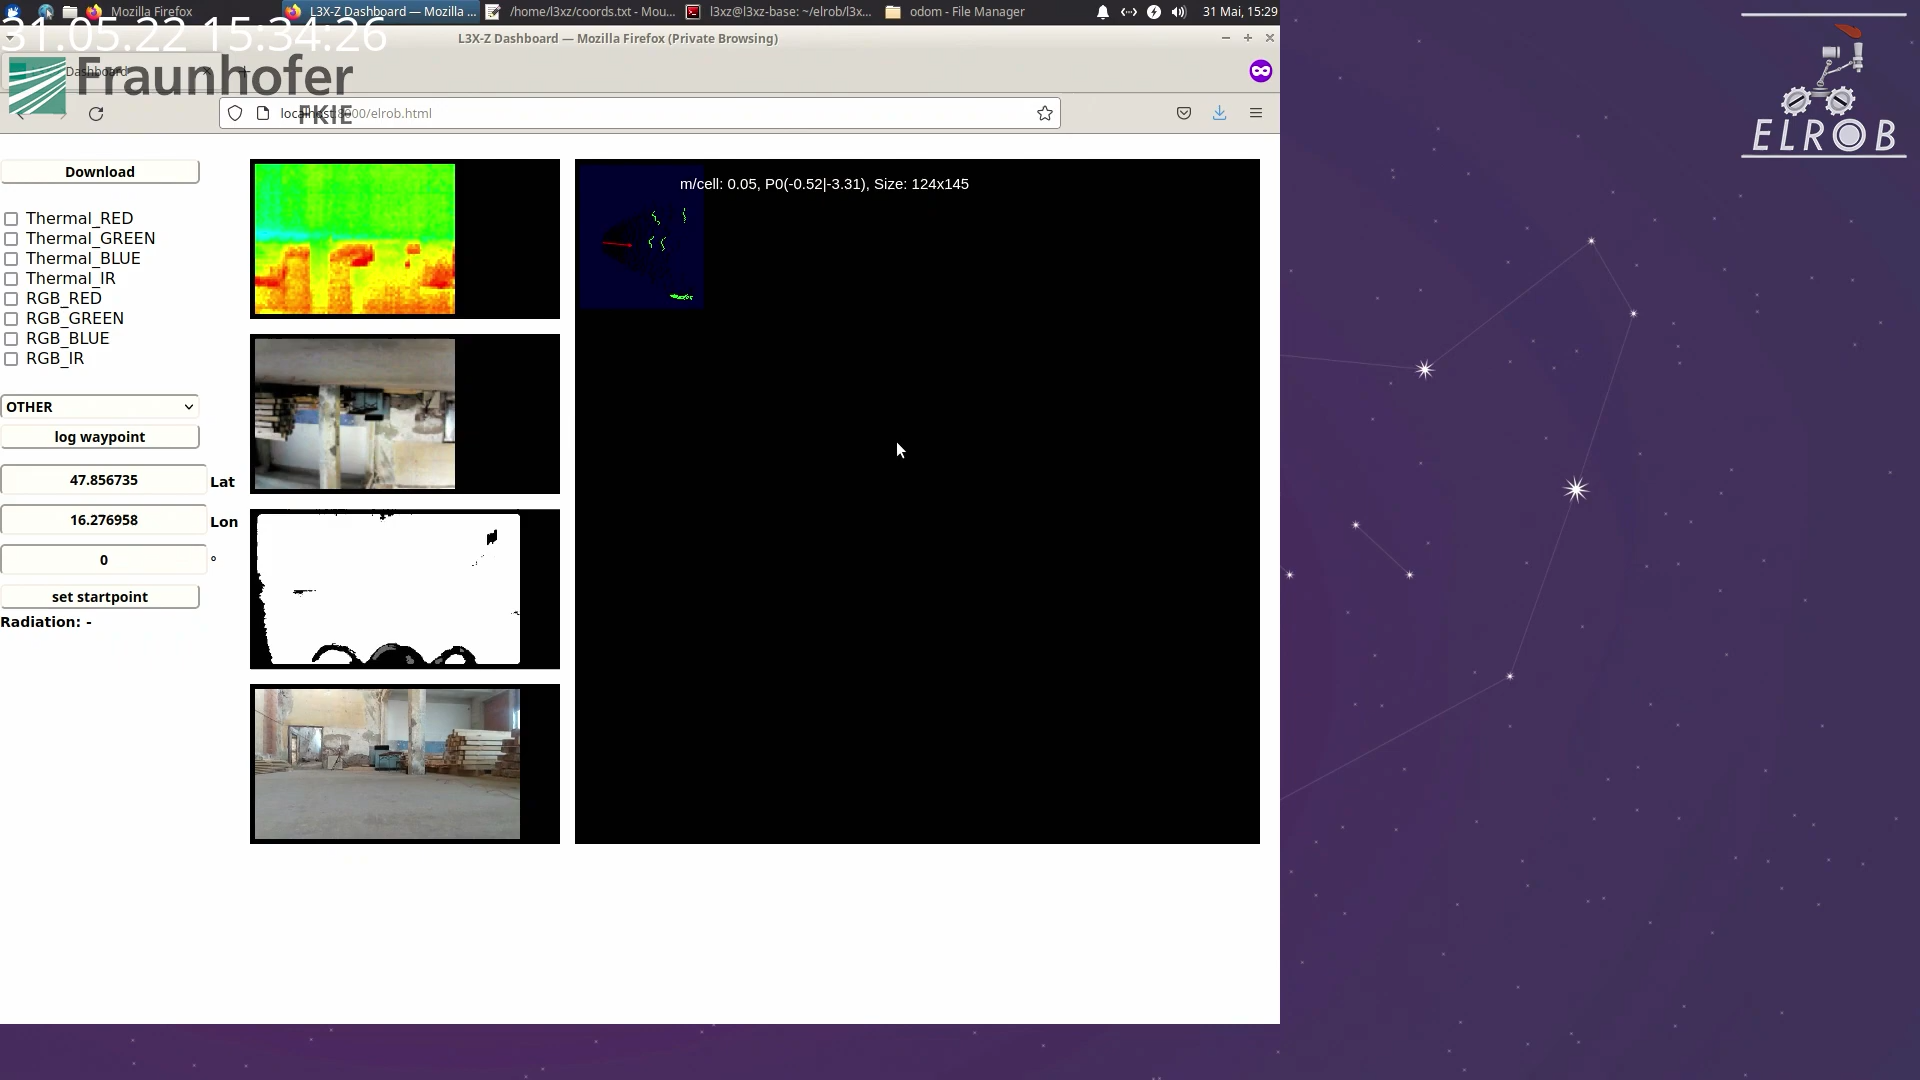 Mozilla Firefox
L3X-Z Dashboard — Mozilla ...
/home/l3xz/coords.txt - Mou...
l3xz@l3xz-base: ~/elrob/l3x...
odom - File Manager
31 Mai, 15:29
31.05.22 15:34:26
L3X-Z Dashboard — Mozilla Firefox (Private Browsing)
Dashboard
Fraunhofer
FKIE
localhost:8000/elrob.html
ELROB
Download
m/cell: 0.05, P0(-0.52|-3.31), Size: 124x145
Thermal_RED
Thermal_GREEN
Thermal_BLUE
Thermal_IR
RGB_RED
RGB_GREEN
RGB_BLUE
RGB_IR
OTHER
log waypoint
47.856735 Lat
16.276958 Lon
0 °
set startpoint
Radiation: -